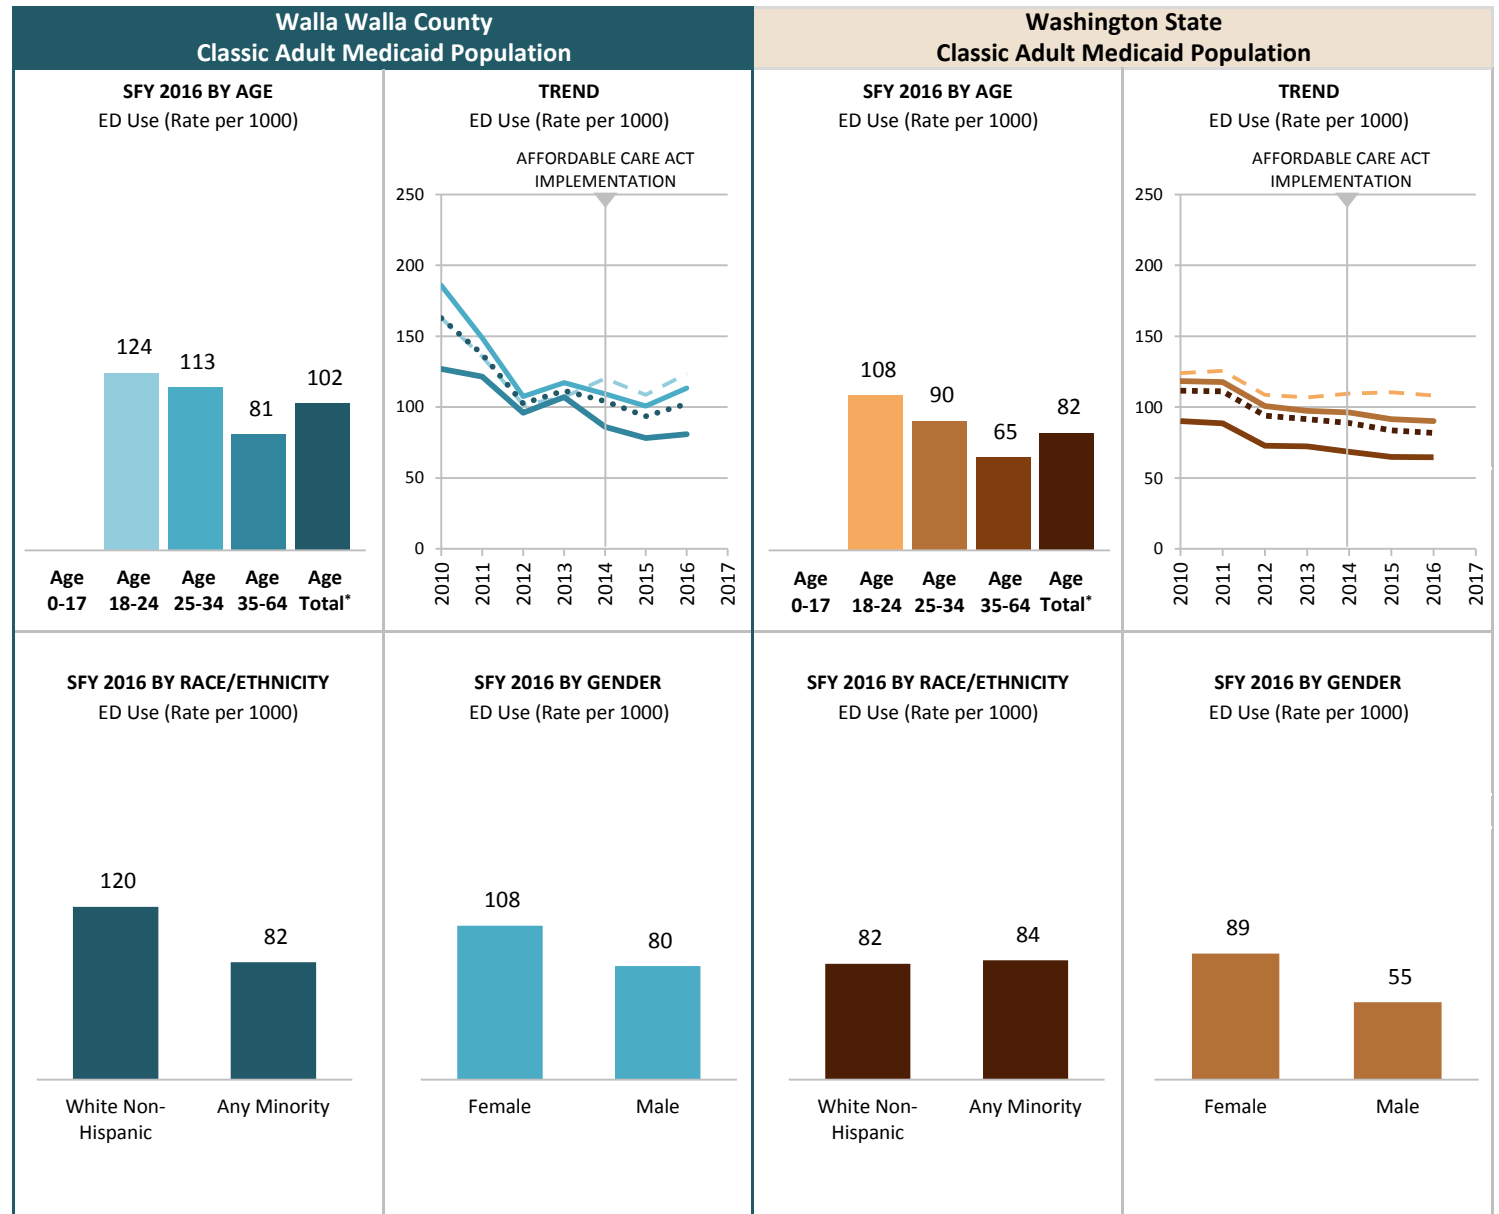 Walla Walla County
Classic Adult Medicaid Population
Washington State
Classic Adult Medicaid Population
SFY 2016 BY AGE
ED Use (Rate per 1000)
124
113
81
102
Age 0-17
Age 18-24
Age 25-34
Age 35-64
Age Total*
TREND
ED Use (Rate per 1000)
AFFORDABLE CARE ACT
IMPLEMENTATION
250
200
150
100
50
0
2010
2011
2012
2013
2014
2015
2016
2017
SFY 2016 BY AGE
ED Use (Rate per 1000)
108
90
65
82
Age 0-17
Age 18-24
Age 25-34
Age 35-64
Age Total*
TREND
ED Use (Rate per 1000)
AFFORDABLE CARE ACT
IMPLEMENTATION
250
200
150
100
50
0
2010
2011
2012
2013
2014
2015
2016
2017
SFY 2016 BY RACE/ETHNICITY
ED Use (Rate per 1000)
120
82
White Non-
Hispanic
Any Minority
SFY 2016 BY GENDER
ED Use (Rate per 1000)
108
80
Female
Male
SFY 2016 BY RACE/ETHNICITY
ED Use (Rate per 1000)
82
84
White Non-
Hispanic
Any Minority
SFY 2016 BY GENDER
ED Use (Rate per 1000)
89
55
Female
Male